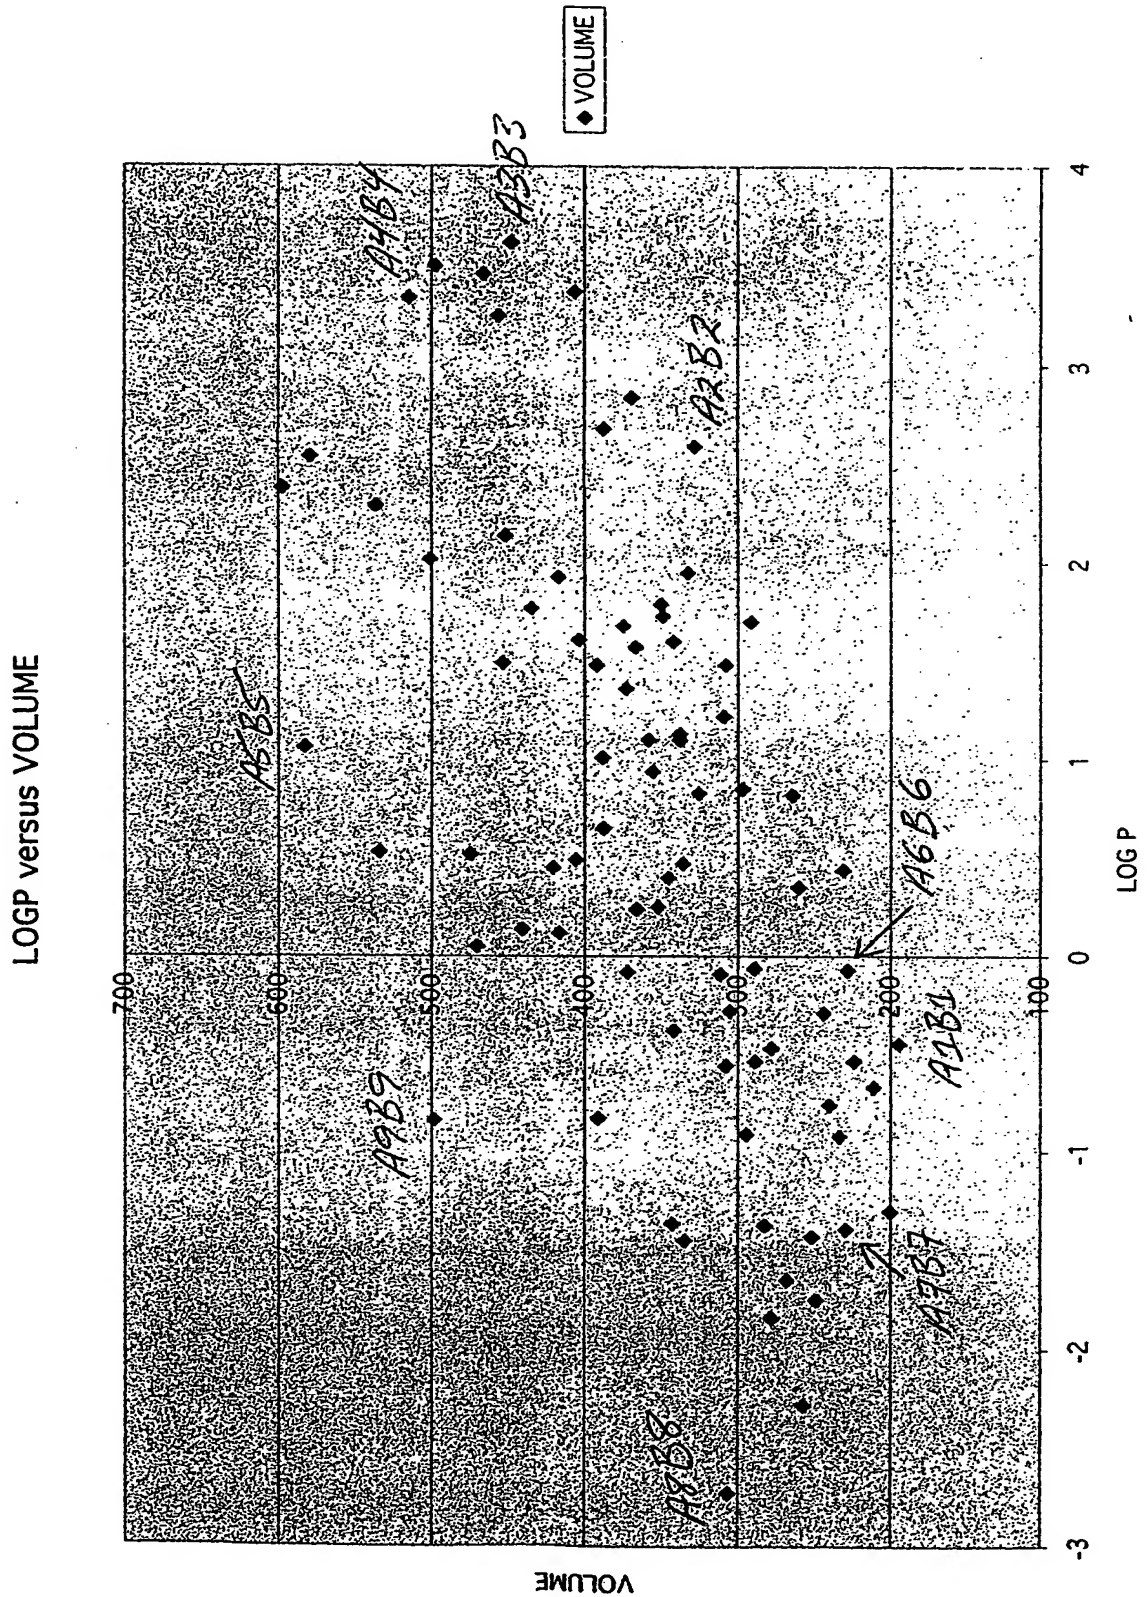 LOGP versus VOLUME
VOLUME
700
600
500
400
300
200
100
-3
-2
-1
0
1
2
3
4
LOG P
A8B8
A9B9
A5B5
A4B4
A3B3
A2B2
A6B6
A1B1
A7B7
VOLUME